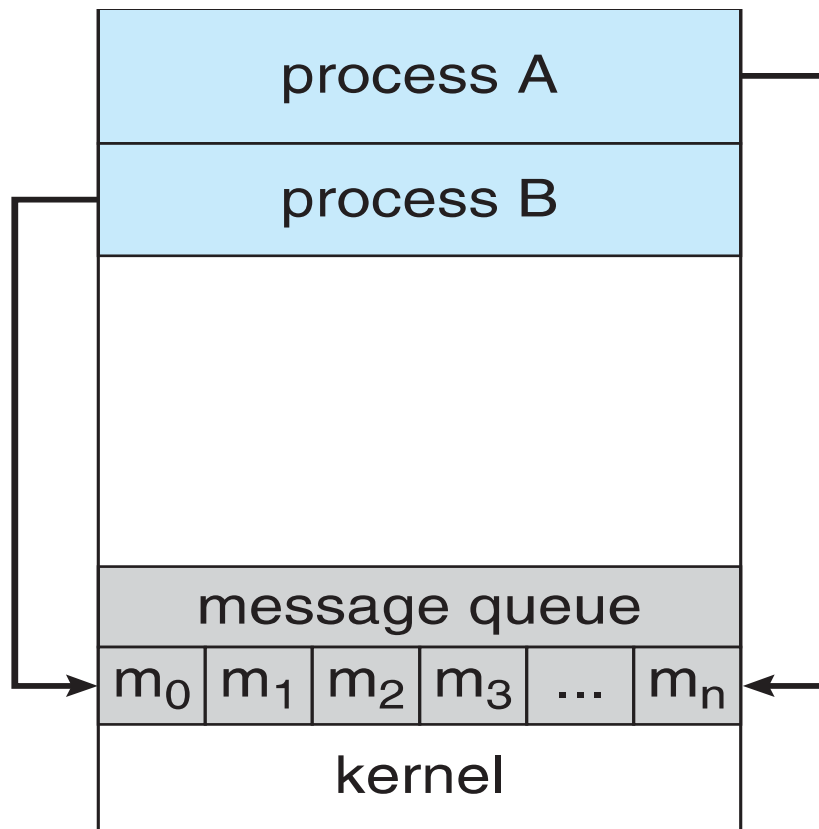 process A
process B
message queue
m₀ m₁ m₂ m₃ ... mₙ
kernel